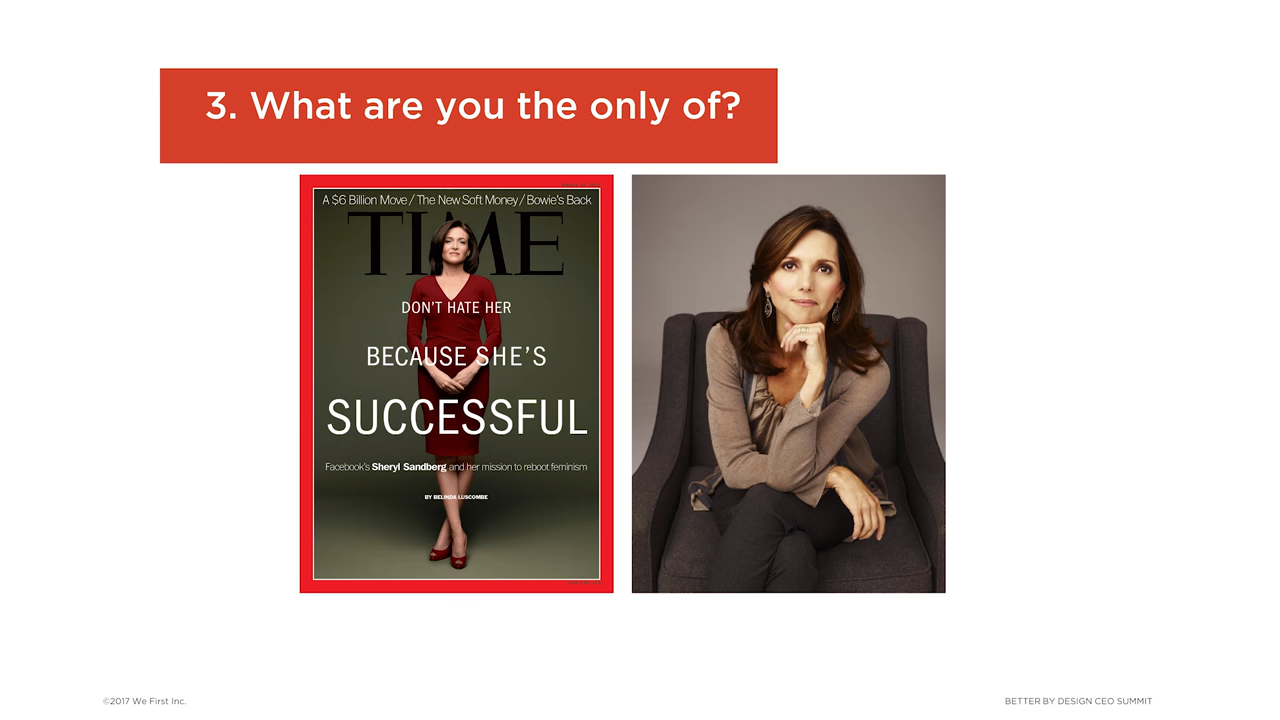 3. What are you the only of?
A $6 Billion Move / The New Soft Money / Bowie's Back
TIME
DON'T HATE HER
BECAUSE SHE'S
SUCCESSFUL
Facebook's Sheryl Sandberg and her mission to reboot feminism
BY BELINDA LUSCOMBE
©2017 We First Inc.
BETTER BY DESIGN CEO SUMMIT